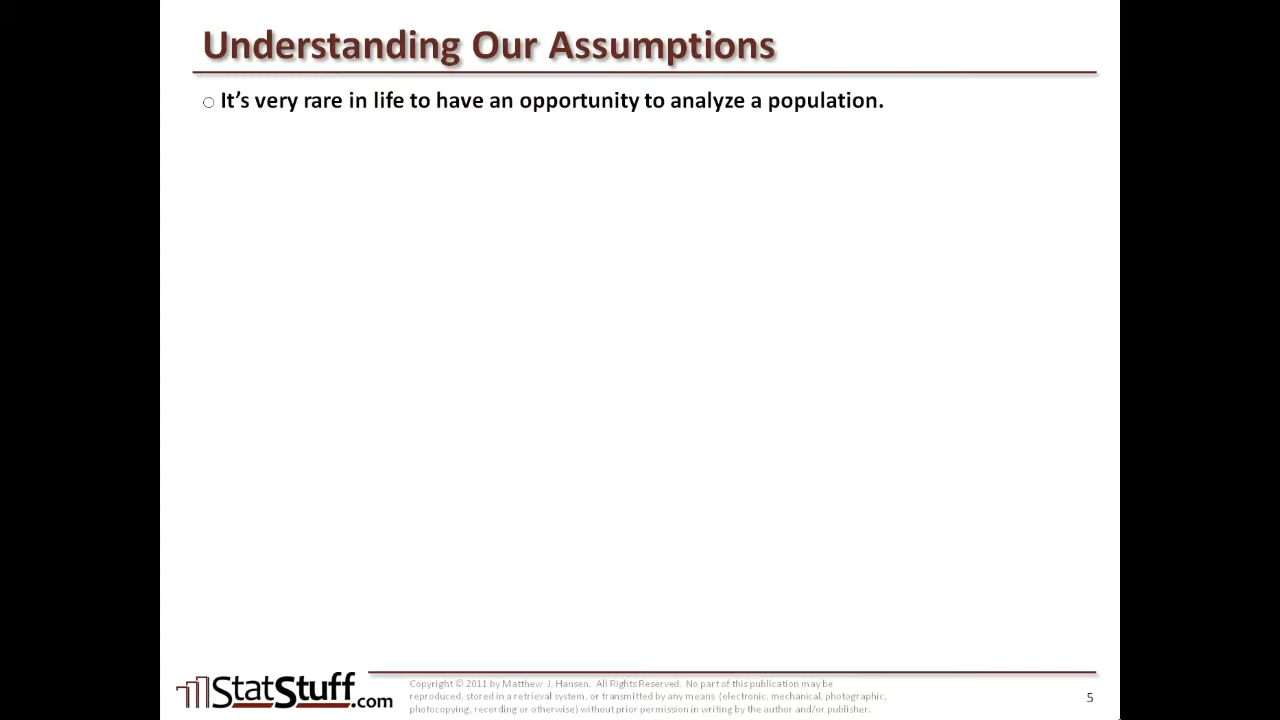 Understanding Our Assumptions
○ It's very rare in life to have an opportunity to analyze a population.
StatStuff.com
Copyright © 2011 by Matthew J. Hansen. All Rights Reserved. No part of this publication may be
reproduced, stored in a retrieval system, or transmitted by any means (electronic, mechanical, photographic,
photocopying, recording or otherwise) without prior permission in writing by the author and/or publisher.
5